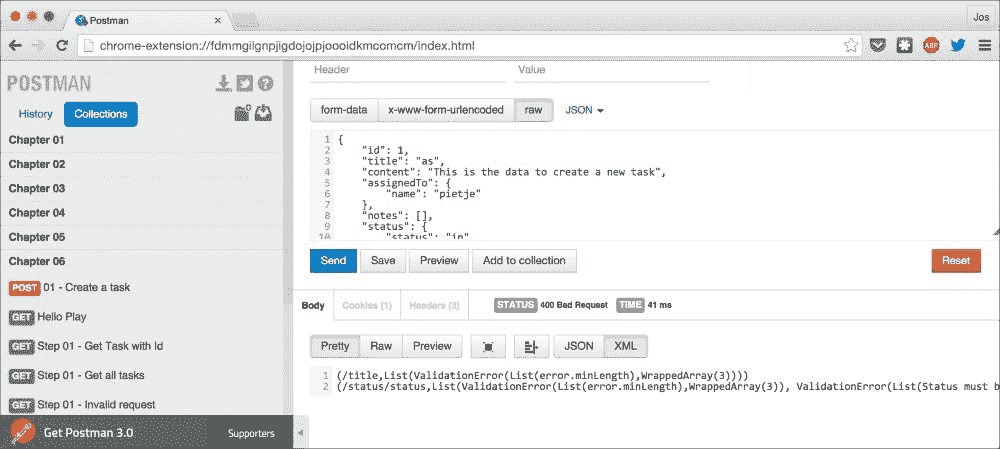 Postman
Jos
chrome-extension://fdmmgilgnpjigdojojpjoooidkmcomcm/index.html
ABP
POSTMAN
History
Collections
Chapter 01
Chapter 02
Chapter 03
Chapter 04
Chapter 05
Chapter 06
POST 01 - Create a task
GET Hello Play
GET Step 01 - Get Task with Id
GET Step 01 - Get all tasks
GET Step 01 - Invalid request
Get Postman 3.0
Supporters
Header
Value
form-data
x-www-form-urlencoded
raw
JSON
1 {
2 "id": 1,
3 "title": "as",
4 "content": "This is the data to create a new task",
5 "assignedTo": {
6 "name": "pietje"
7 },
8 "notes": [],
9 "status": {
10 "status": "in"
Send
Save
Preview
Add to collection
Reset
Body
Cookies (1)
Headers (3)
STATUS 400 Bad Request
TIME 41 ms
Pretty
Raw
Preview
JSON
XML
1 (/title,List(ValidationError(List(error.minLength),WrappedArray(3))))
2 (/status/status,List(ValidationError(List(error.minLength),WrappedArray(3)), ValidationError(List(Status must b